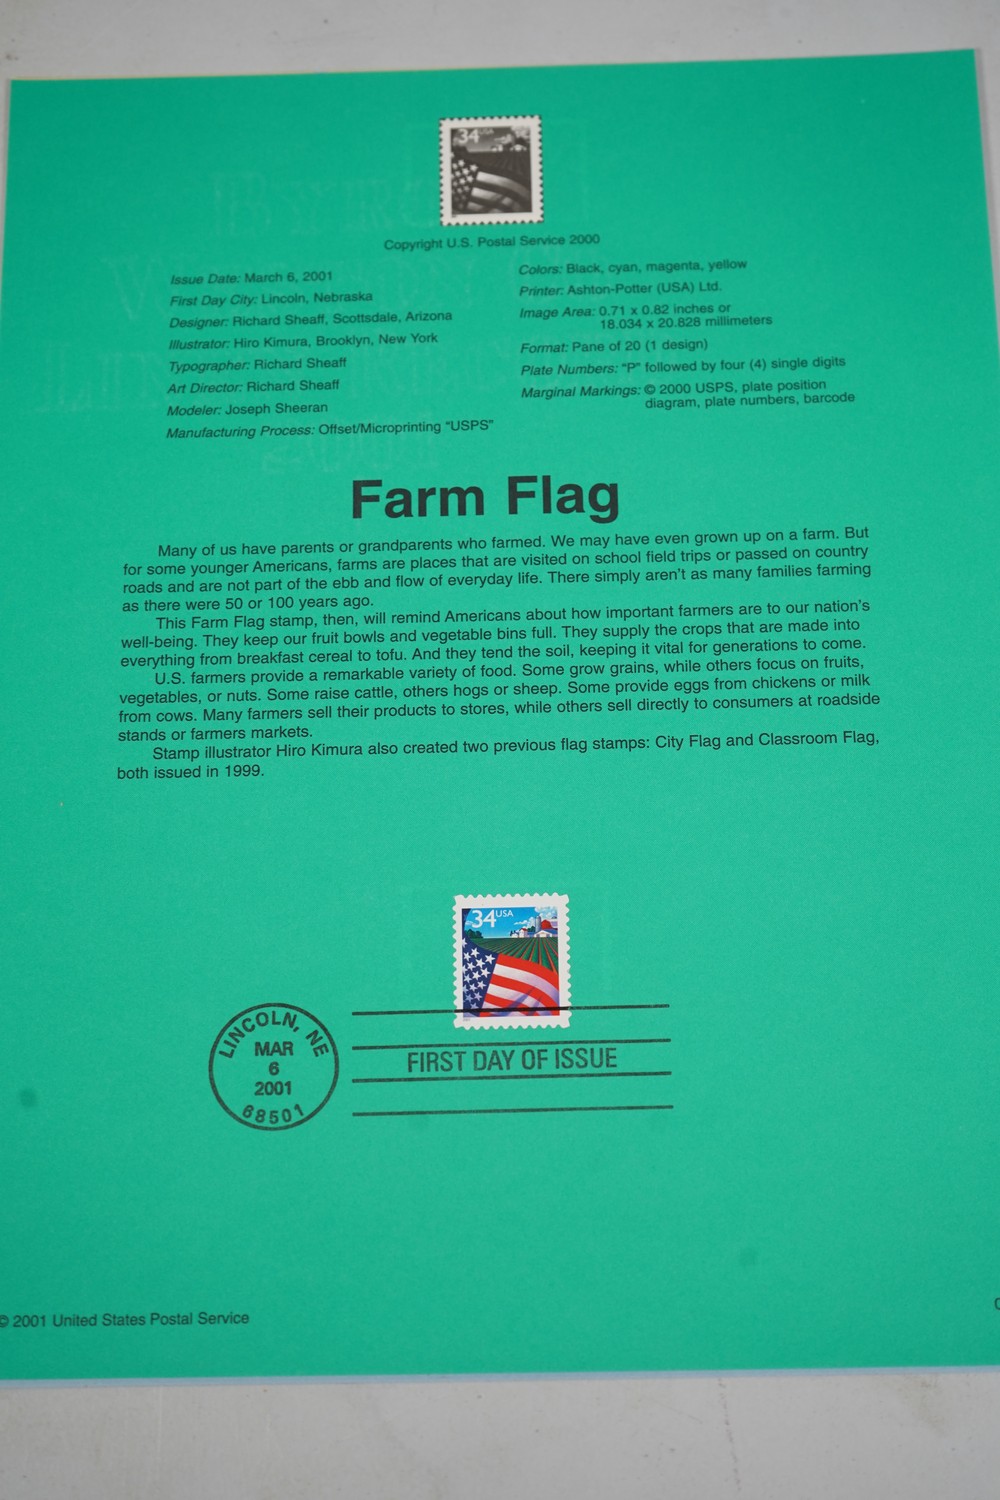 34 USA
Copyright U.S. Postal Service 2000
Issue Date: March 6, 2001
First Day City: Lincoln, Nebraska
Designer: Richard Sheaff, Scottsdale, Arizona
Illustrator: Hiro Kimura, Brooklyn, New York
Typographer: Richard Sheaff
Art Director: Richard Sheaff
Modeler: Joseph Sheeran
Manufacturing Process: Offset/Microprinting "USPS"
Colors: Black, cyan, magenta, yellow
Printer: Ashton-Potter (USA) Ltd.
Image Area: 0.71 x 0.82 inches or
18.034 x 20.828 millimeters
Format: Pane of 20 (1 design)
Plate Numbers: "P" followed by four (4) single digits
Marginal Markings: © 2000 USPS, plate position
diagram, plate numbers, barcode
Farm Flag
Many of us have parents or grandparents who farmed. We may have even grown up on a farm. But
for some younger Americans, farms are places that are visited on school field trips or passed on country
roads and are not part of the ebb and flow of everyday life. There simply aren't as many families farming
as there were 50 or 100 years ago.
This Farm Flag stamp, then, will remind Americans about how important farmers are to our nation's
well-being. They keep our fruit bowls and vegetable bins full. They supply the crops that are made into
everything from breakfast cereal to tofu. And they tend the soil, keeping it vital for generations to come.
U.S. farmers provide a remarkable variety of food. Some grow grains, while others focus on fruits,
vegetables, or nuts. Some raise cattle, others hogs or sheep. Some provide eggs from chickens or milk
from cows. Many farmers sell their products to stores, while others sell directly to consumers at roadside
stands or farmers markets.
Stamp illustrator Hiro Kimura also created two previous flag stamps: City Flag and Classroom Flag,
both issued in 1999.
34 USA
LINCOLN, NE
MAR
6
2001
68501
FIRST DAY OF ISSUE
© 2001 United States Postal Service